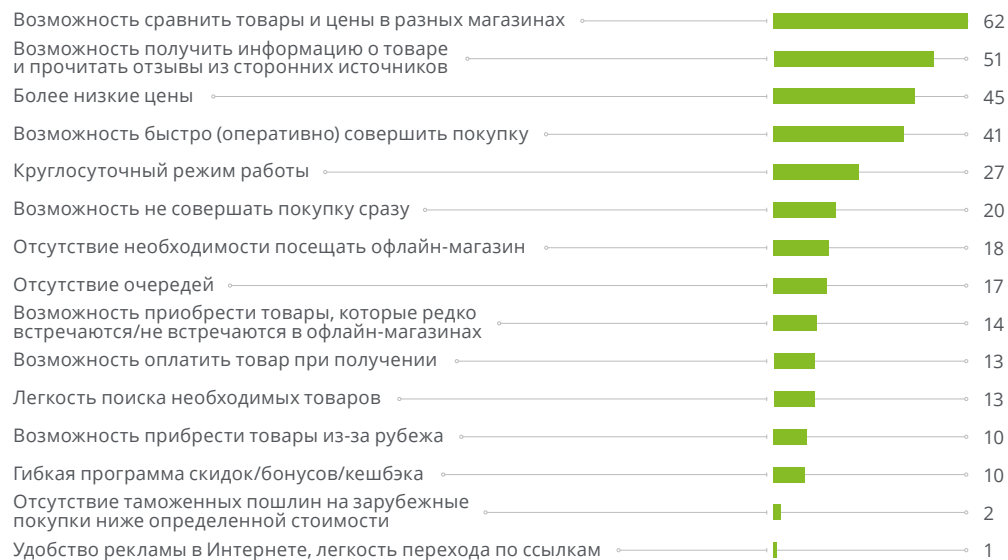 Возможность сравнить товары и цены в разных магазинах 62
Возможность получить информацию о товаре
и прочитать отзывы из сторонних источников 51
Более низкие цены 45
Возможность быстро (оперативно) совершить покупку 41
Круглосуточный режим работы 27
Возможность не совершать покупку сразу 20
Отсутствие необходимости посещать офлайн-магазин 18
Отсутствие очередей 17
Возможность приобрести товары, которые редко
встречаются/не встречаются в офлайн-магазинах 14
Возможность оплатить товар при получении 13
Легкость поиска необходимых товаров 13
Возможность прибрести товары из-за рубежа 10
Гибкая программа скидок/бонусов/кешбэка 10
Отсутствие таможенных пошлин на зарубежные
покупки ниже определенной стоимости 2
Удобство рекламы в Интернете, легкость перехода по ссылкам 1